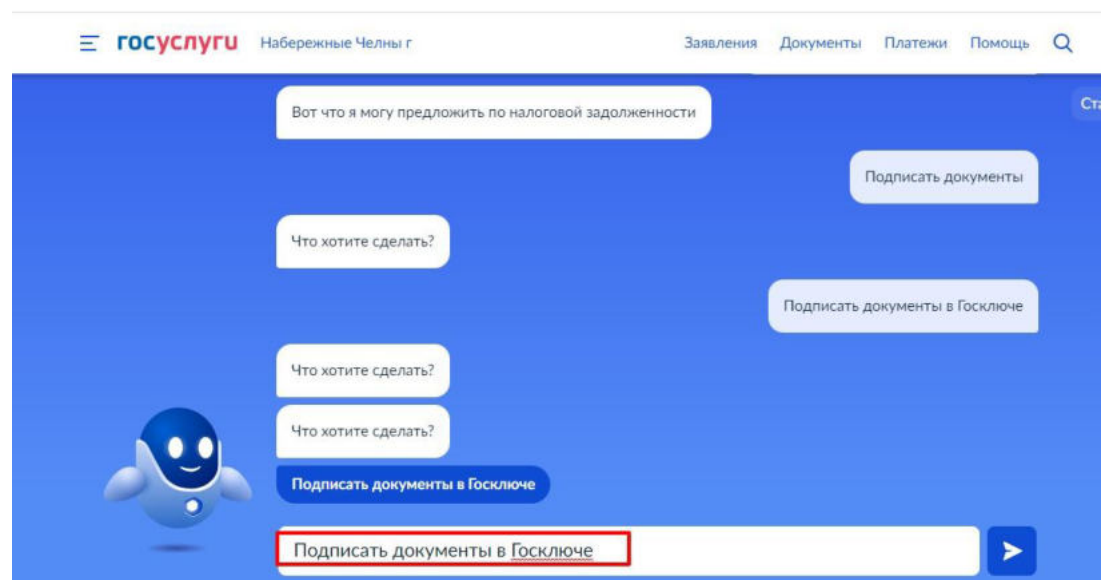 госуслуги Набережные Челны г Заявления Документы Платежи Помощь
Вот что я могу предложить по налоговой задолженности
Ста
Подписать документы
Что хотите сделать?
Подписать документы в Госключе
Что хотите сделать?
Что хотите сделать?
Подписать документы в Госключе
Подписать документы в Госключе